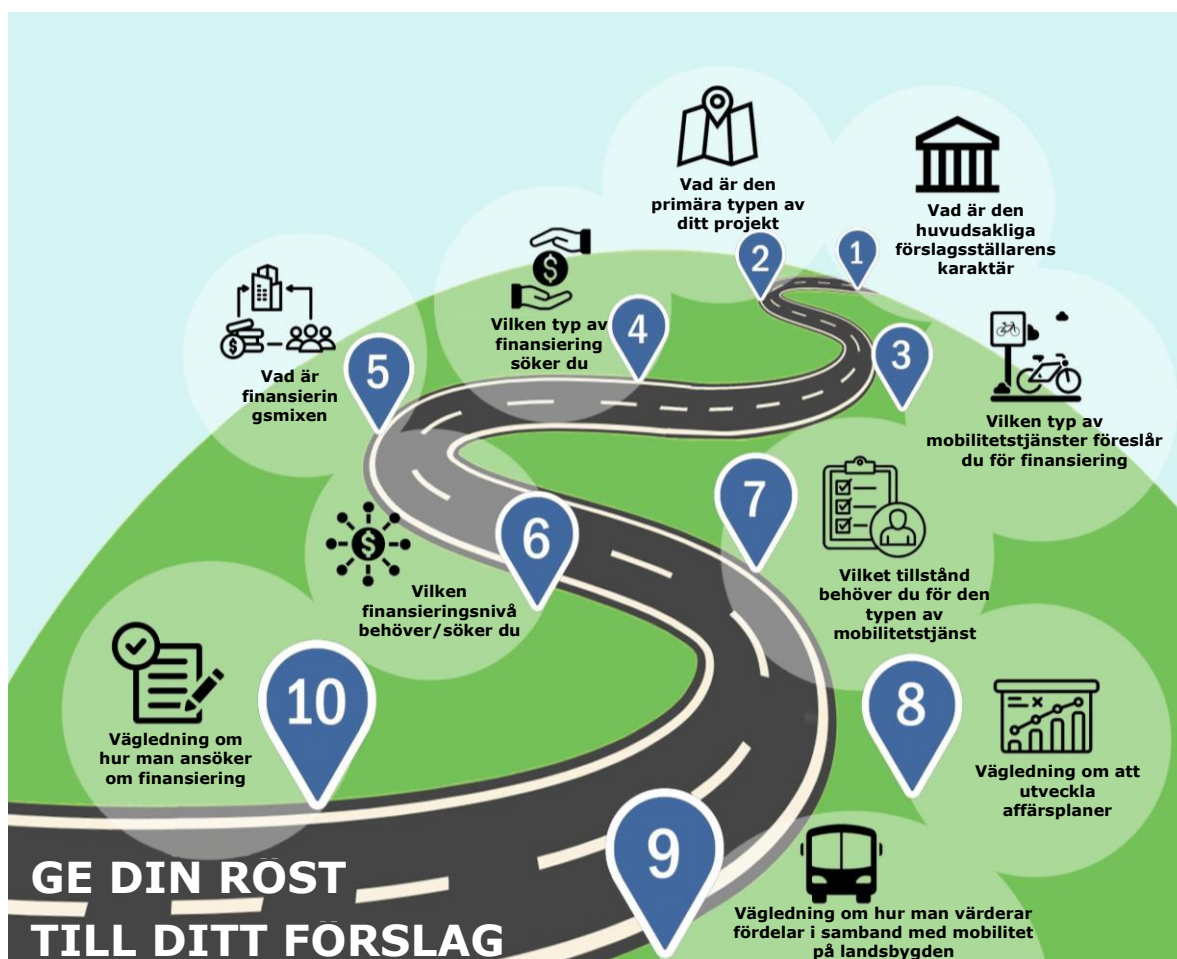 1
Vad är den
huvudsakliga
förslagsställarens
karaktär
2
Vad är den
primära typen av
ditt projekt
3
Vilken typ av
mobilitetstjänster föreslår
du för finansiering
4
Vilken typ av
finansiering
söker du
5
Vad är
finansierin
gsmixen
6
Vilken
finansieringsnivå
behöver/söker du
7
Vilket tillstånd
behöver du för den
typen av
mobilitetstjänst
8
Vägledning om att
utveckla
affärsplaner
9
Vägledning om hur man värderar
fördelar i samband med mobilitet
på landsbygden
10
Vägledning om
hur man ansöker
om finansiering
GE DIN RÖST
TILL DITT FÖRSLAG